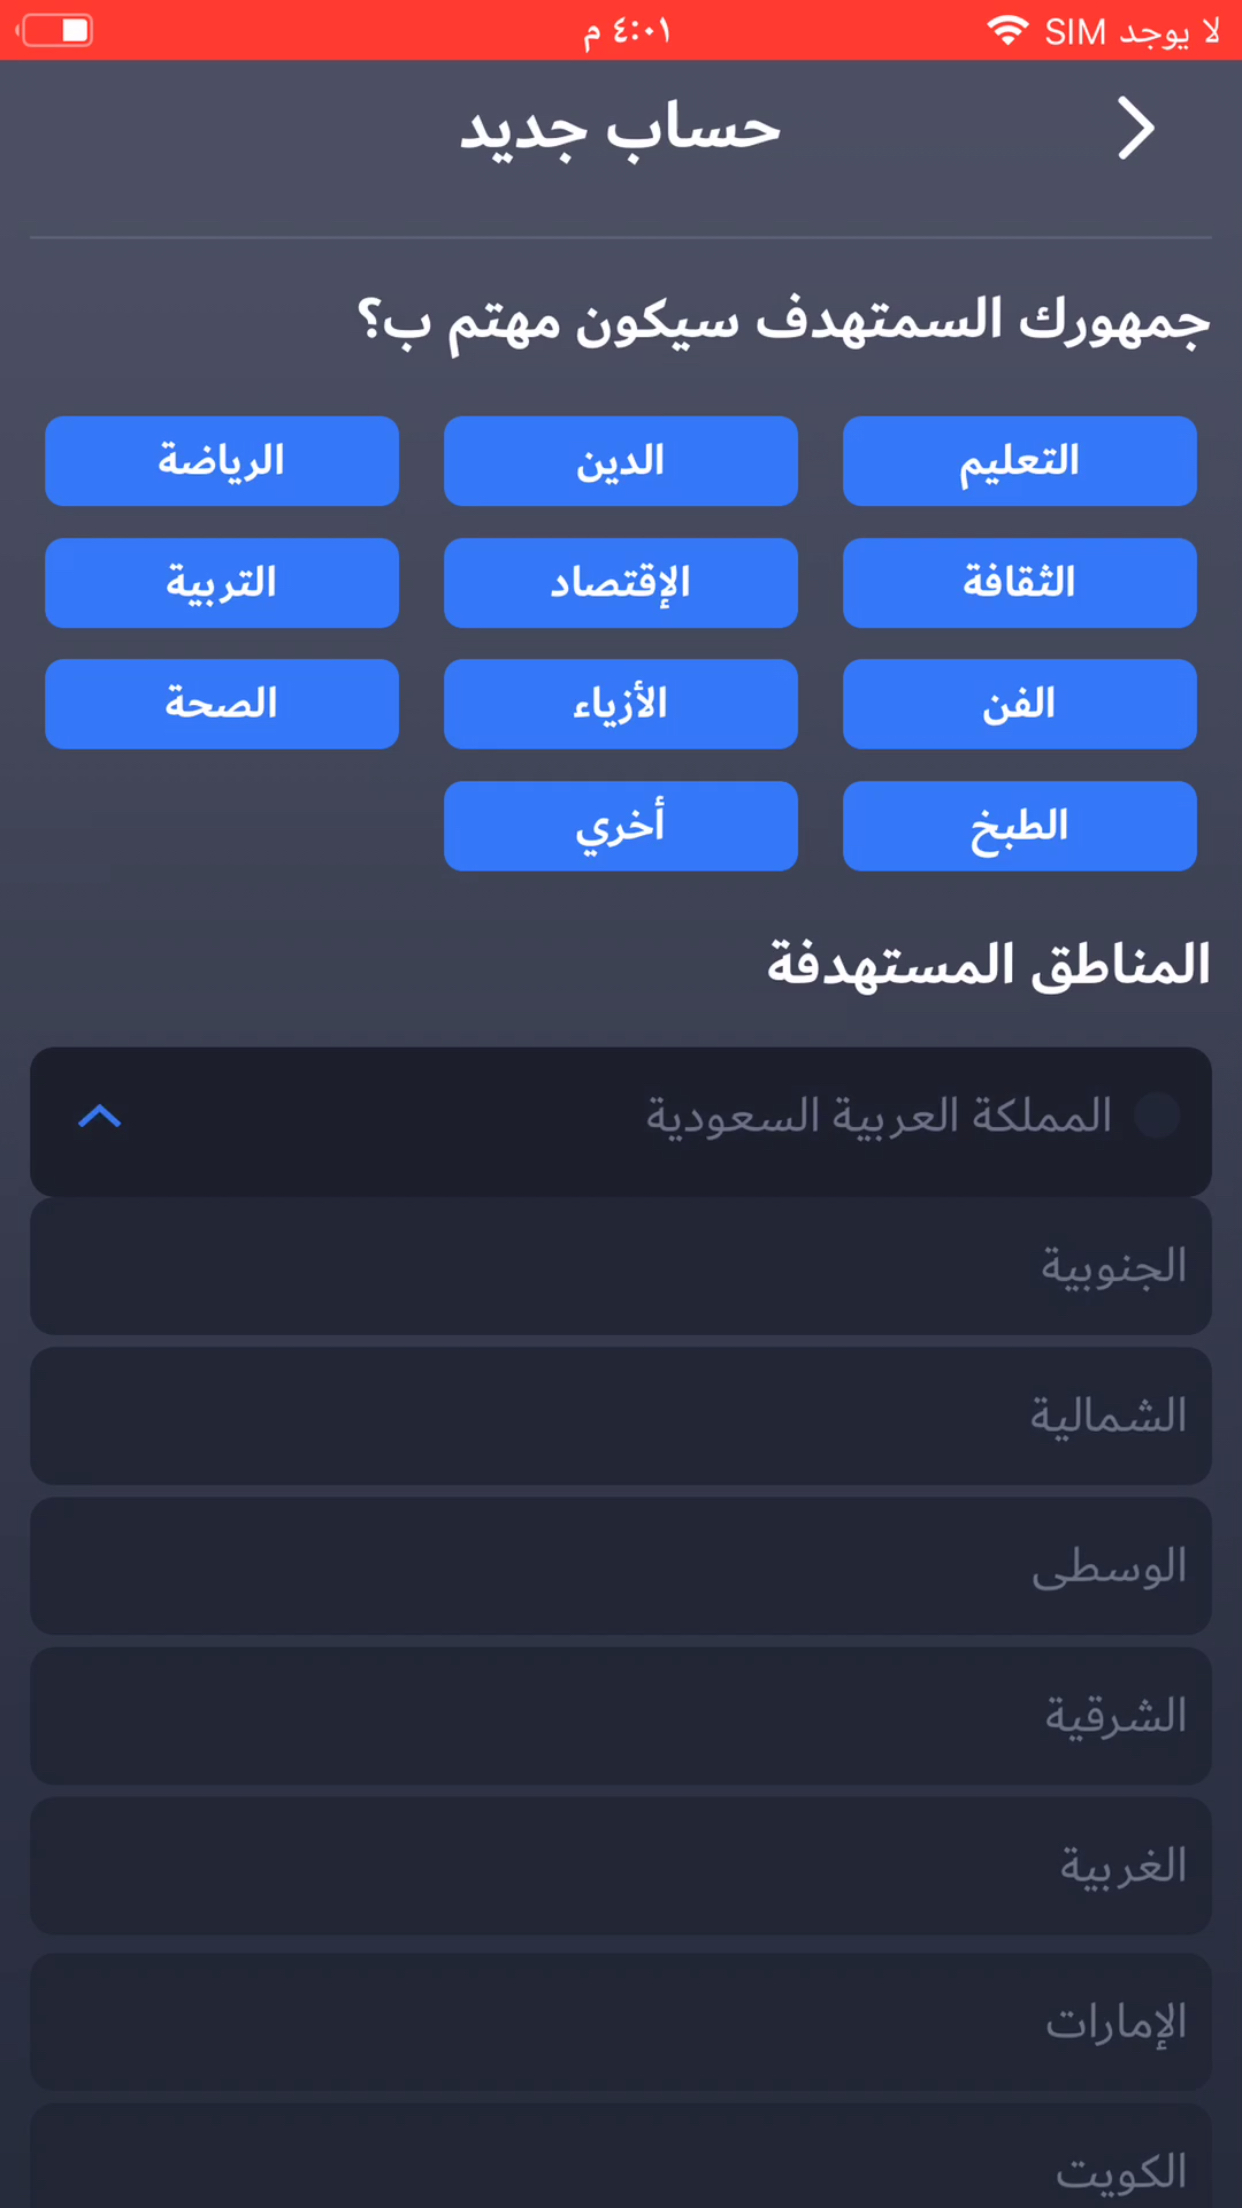 لا يوجد SIM ٤:٠١ م
حساب جديد
جمهورك السمتهدف سيكون مهتم ب؟
التعليم الدين الرياضة
الثقافة الإقتصاد التربية
الفن الأزياء الصحة
الطبخ أخري
المناطق المستهدفة
المملكة العربية السعودية
الجنوبية
الشمالية
الوسطى
الشرقية
الغربية
الإمارات
الكويت